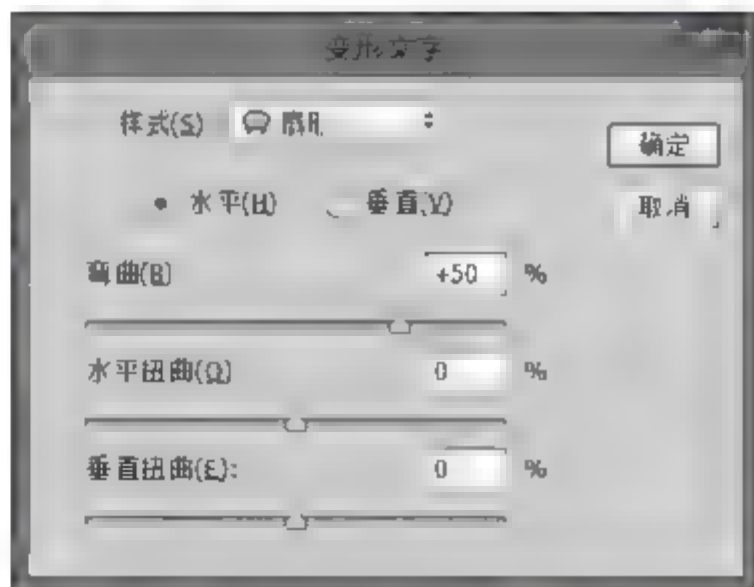 变形文字
样式(S)
确定
水平(H) 垂直(V)
取消
弯曲(B) +50 %
水平扭曲(O) 0 %
垂直扭曲(E): 0 %